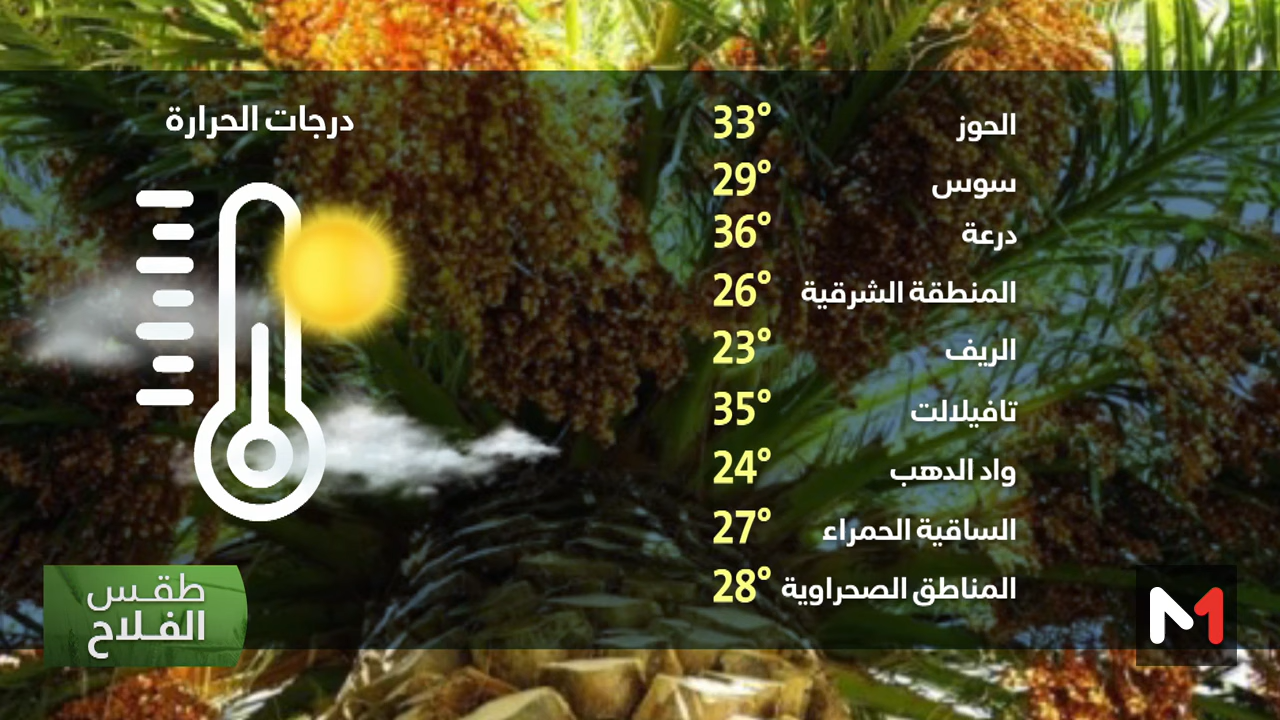 درجات الحرارة
الحوز 33°
سوس 29°
درعة 36°
المنطقة الشرقية 26°
الريف 23°
تافيلالت 35°
واد الدهب 24°
الساقية الحمراء 27°
المناطق الصحراوية 28°
طقس
الفلاح
M1